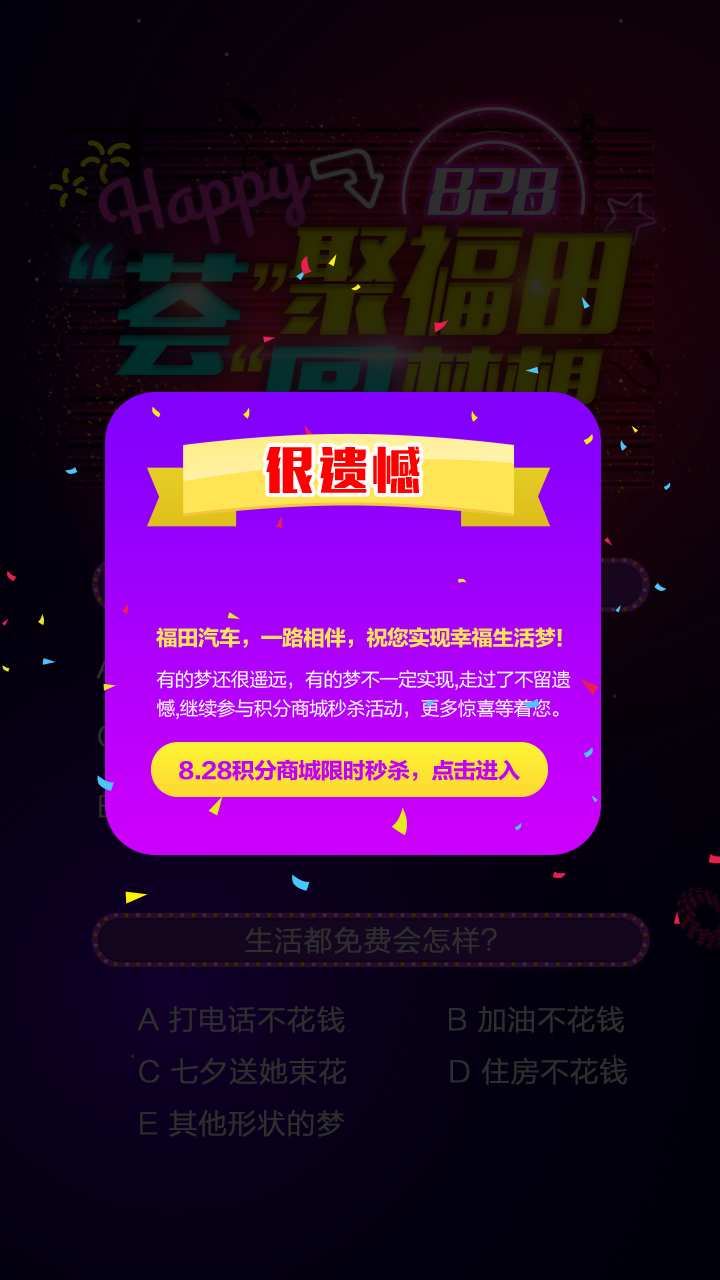 Happy 828
“荟”聚福田
很遗憾
福田汽车，一路相伴，祝您实现幸福生活梦!
有的梦还很遥远，有的梦不一定实现,走过了不留遗
憾,继续参与积分商城秒杀活动，更多惊喜等着您。
8.28积分商城限时秒杀，点击进入
生活都免费会怎样?
A 打电话不花钱 B 加油不花钱
C 七夕送她束花 D 住房不花钱
E 其他形状的梦